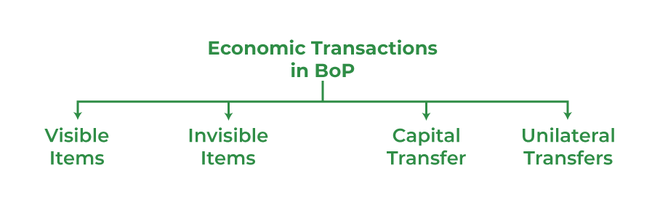 Economic Transactions
in BoP
Visible
Items
Invisible
Items
Capital
Transfer
Unilateral
Transfers